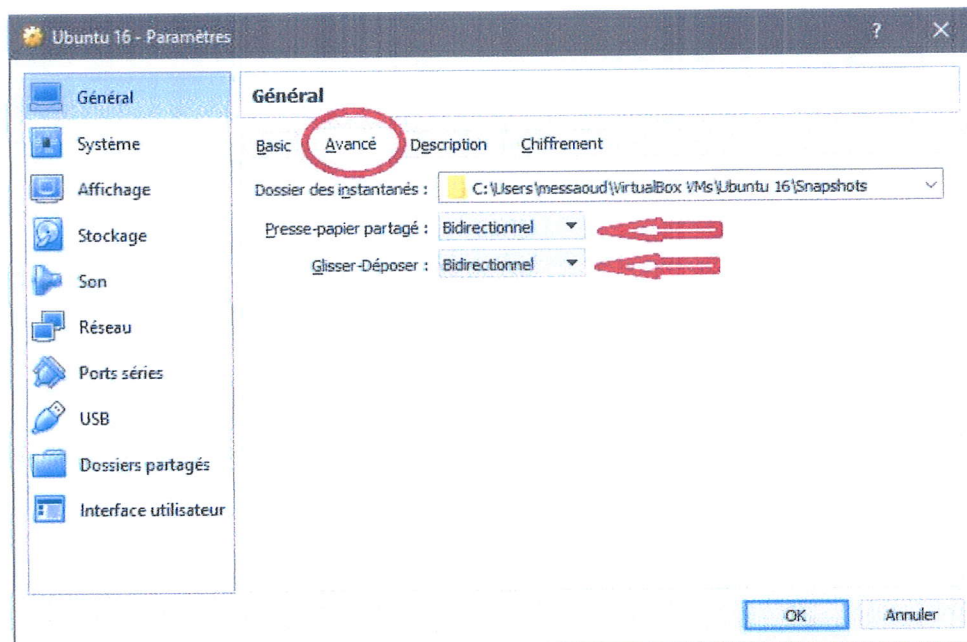 Ubuntu 16 - Paramètres ?
Général
Système
Affichage
Stockage
Son
Réseau
Ports séries
USB
Dossiers partagés
Interface utilisateur
Général
Basic Avancé Description Chiffrement
Dossier des instantanés : C:\Users\messaoud\VirtualBox VMs\Ubuntu 16\Snapshots
Presse-papier partagé : Bidirectionnel
Glisser-Déposer : Bidirectionnel
OK Annuler